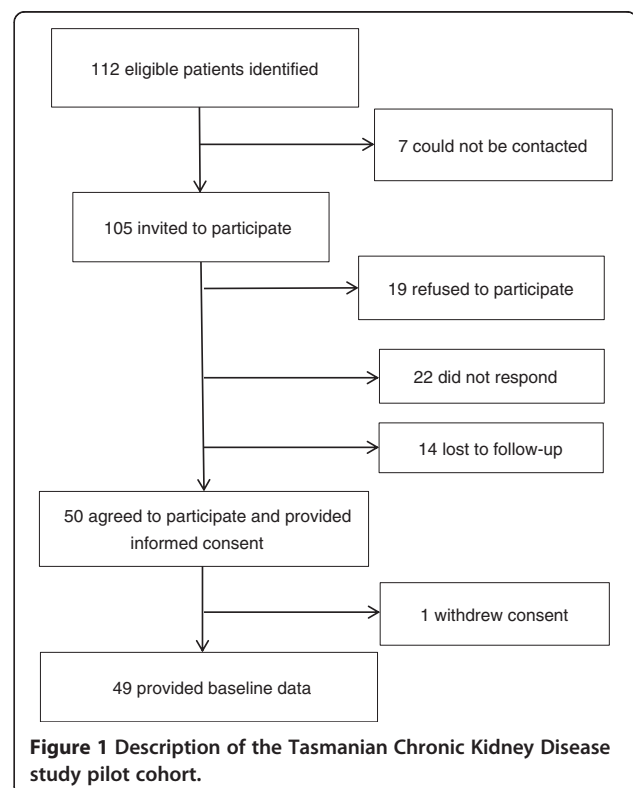 112 eligible patients identified
7 could not be contacted
105 invited to participate
19 refused to participate
22 did not respond
14 lost to follow-up
50 agreed to participate and provided
informed consent
1 withdrew consent
49 provided baseline data
Figure 1 Description of the Tasmanian Chronic Kidney Disease
study pilot cohort.